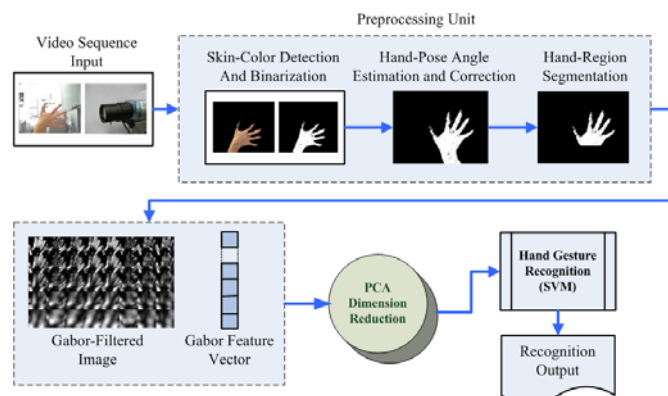 Preprocessing Unit
Video Sequence
Input
Skin-Color Detection
And Binarization
Hand-Pose Angle
Estimation and Correction
Hand-Region
Segmentation
Gabor-Filtered
Image
Gabor Feature
Vector
PCA
Dimension
Reduction
Hand Gesture
Recognition
(SVM)
Recognition
Output